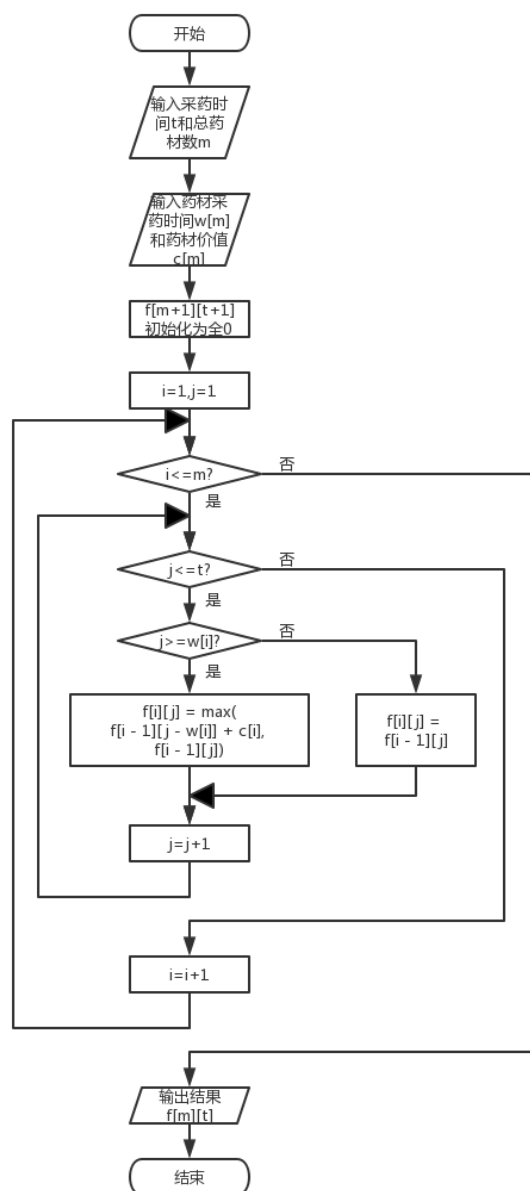 开始
输入采药时
间t和总药
材数m
输入药材采
药时间w[m]
和药材价值
c[m]
f[m+1][t+1]
初始化为全0
i=1,j=1
i<=m?
否
是
j<=t?
否
是
j>=w[i]?
否
是
f[i][j] = max(
f[i - 1][j - w[i]] + c[i],
f[i - 1][j])
f[i][j] =
f[i - 1][j]
j=j+1
i=i+1
输出结果
f[m][t]
结束